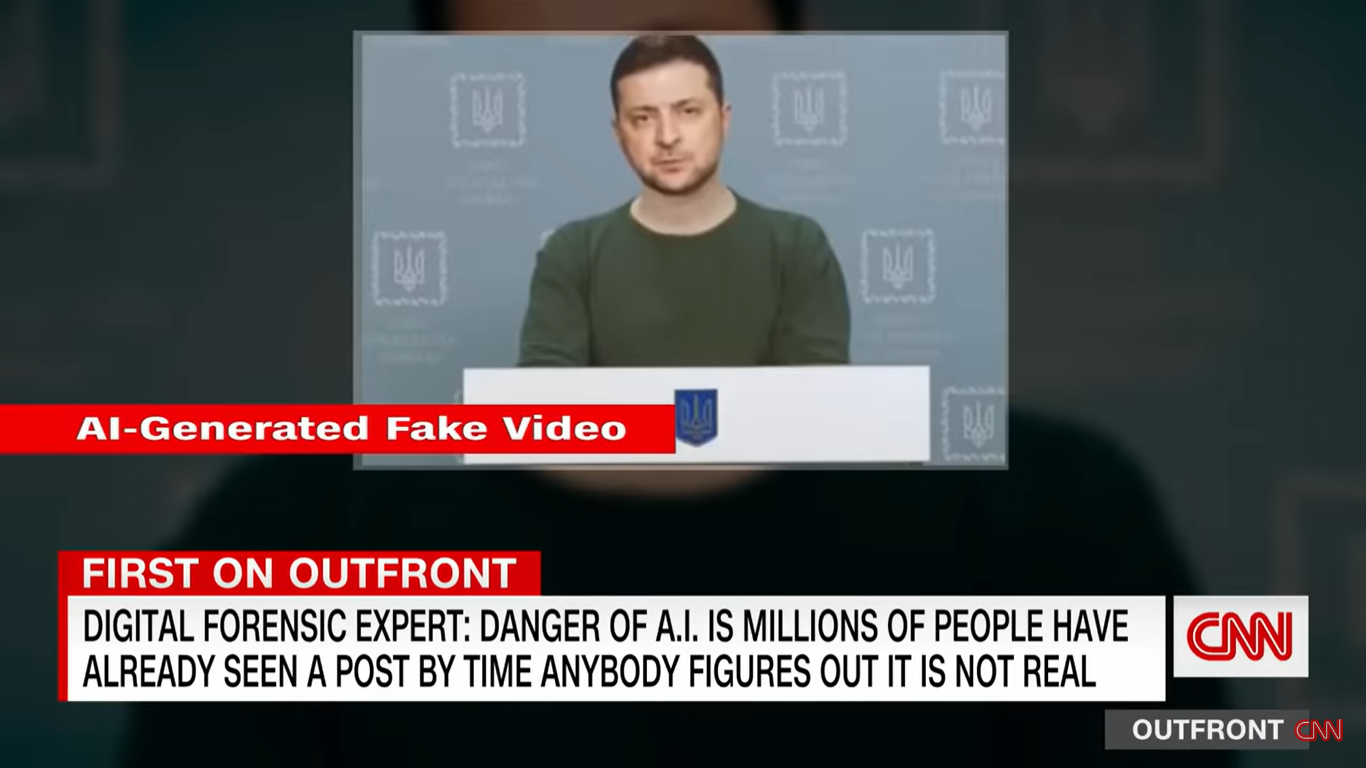 AI-Generated Fake Video
FIRST ON OUTFRONT
DIGITAL FORENSIC EXPERT: DANGER OF A.I. IS MILLIONS OF PEOPLE HAVE
ALREADY SEEN A POST BY TIME ANYBODY FIGURES OUT IT IS NOT REAL
CNN
OUTFRONT CNN